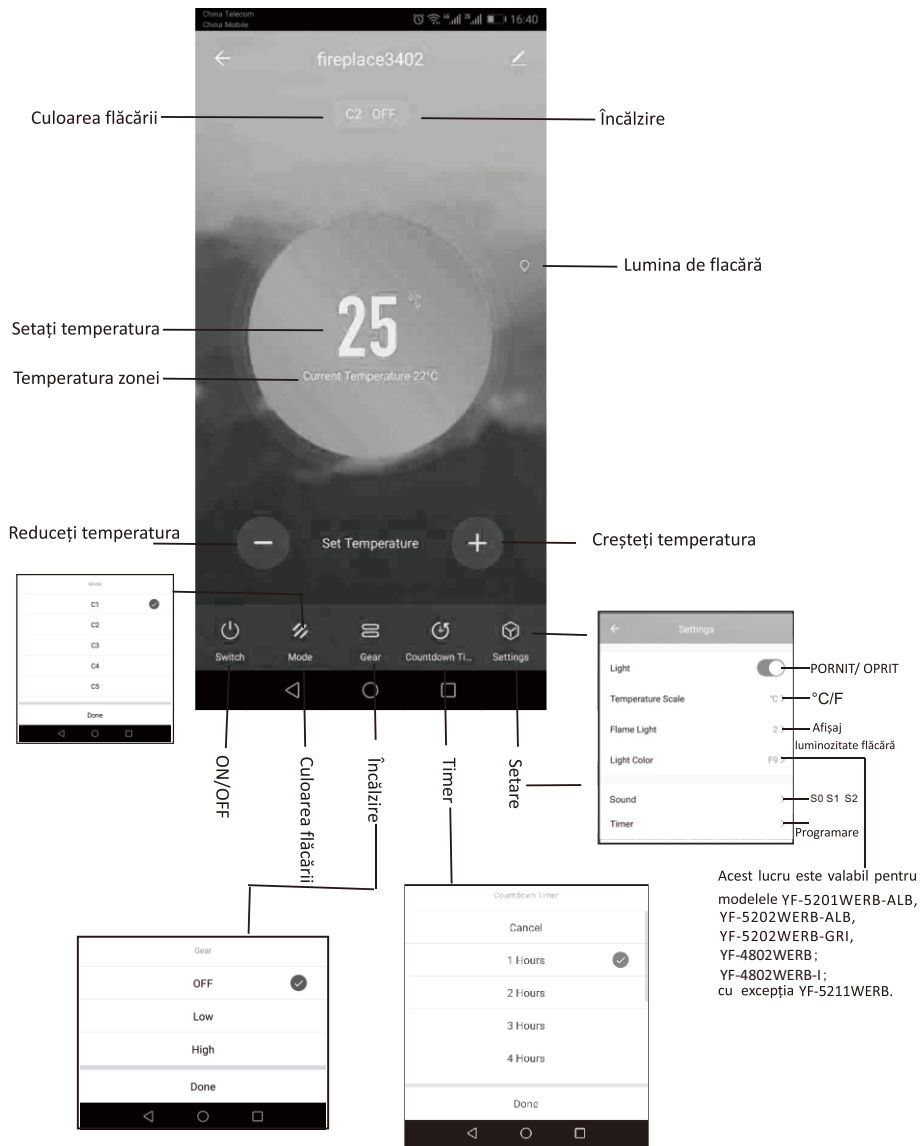 China Telecom
China Mobile
16:40
fireplace3402
C2 OFF
Culoarea flăcării
Încălzire
Lumina de flacără
25 °C
Setați temperatura
Current Temperature 22°C
Temperatura zonei
Reduceți temperatura
Set Temperature
Creșteți temperatura
Switch
Mode
Gear
Countdown Ti...
Settings
Mode
C1
C2
C3
C4
C5
Done
ON/OFF
Culoarea flăcării
Încălzire
Timer
Setare
Settings
Light
PORNIT/ OPRIT
Temperature Scale
°C
°C/F
Flame Light
2
Afișaj
luminozitate flăcără
Light Color
F9
Sound
S0 S1 S2
Timer
Programare
Acest lucru este valabil pentru
modelele YF-5201WERB-ALB,
YF-5202WERB-ALB,
YF-5202WERB-GRI,
YF-4802WERB;
YF-4802WERB-I;
cu excepția YF-5211WERB.
Gear
OFF
Low
High
Done
Countdown Timer
Cancel
1 Hours
2 Hours
3 Hours
4 Hours
Done